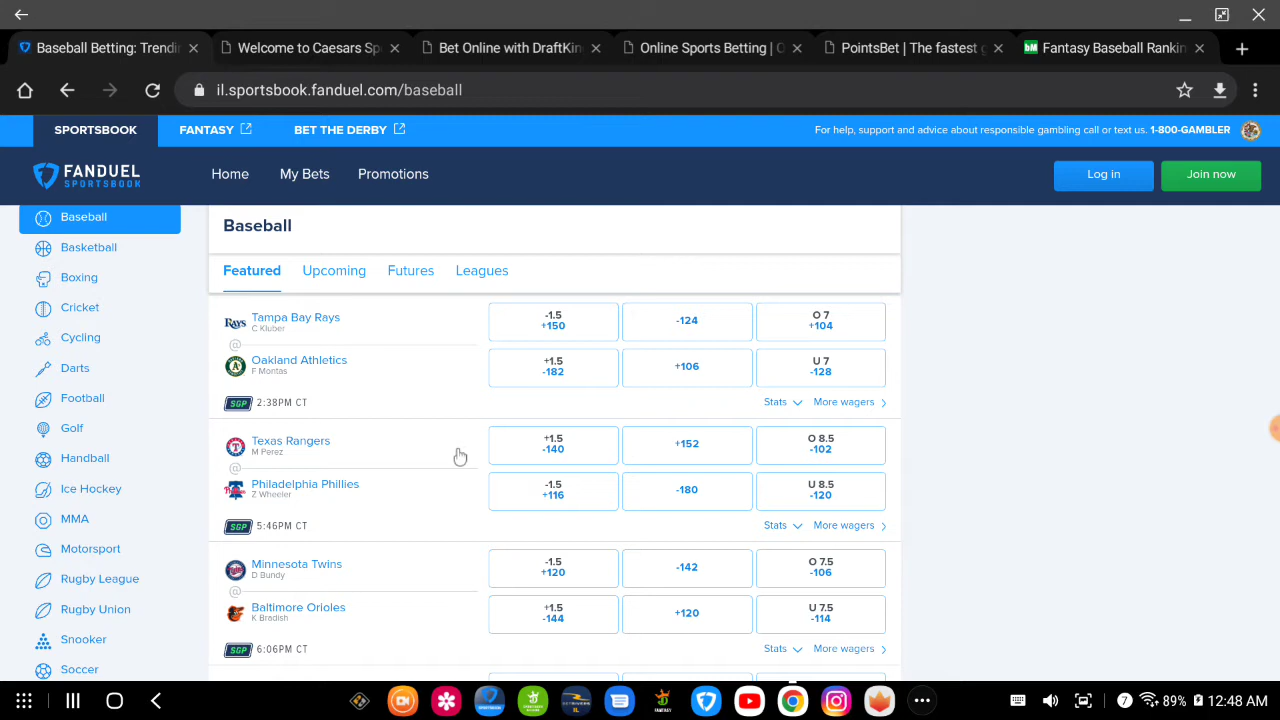 Baseball Betting: Trendin
Welcome to Caesars Sp
Bet Online with DraftKin
Online Sports Betting | O
PointsBet | The fastest g
bM Fantasy Baseball Rankin
il.sportsbook.fanduel.com/baseball
SPORTSBOOK FANTASY BET THE DERBY
For help, support and advice about responsible gambling call or text us. 1-800-GAMBLER
FANDUEL
SPORTSBOOK
Home My Bets Promotions
Log in Join now
Baseball
Basketball
Boxing
Cricket
Cycling
Darts
Football
Golf
Handball
Ice Hockey
MMA
Motorsport
Rugby League
Rugby Union
Snooker
Soccer
Baseball
Featured Upcoming Futures Leagues
RAYS
Tampa Bay Rays
C Kluber
-1.5
+150
-124
O 7
+104
@
Oakland Athletics
F Montas
+1.5
-182
+106
U 7
-128
SGP 2:38PM CT
Stats More wagers
Texas Rangers
M Perez
+1.5
-140
+152
O 8.5
-102
@
Philadelphia Phillies
Z Wheeler
-1.5
+116
-180
U 8.5
-120
SGP 5:46PM CT
Stats More wagers
Minnesota Twins
D Bundy
-1.5
+120
-142
O 7.5
-106
@
Baltimore Orioles
K Bradish
+1.5
-144
+120
U 7.5
-114
SGP 6:06PM CT
Stats More wagers
7 89% 12:48 AM